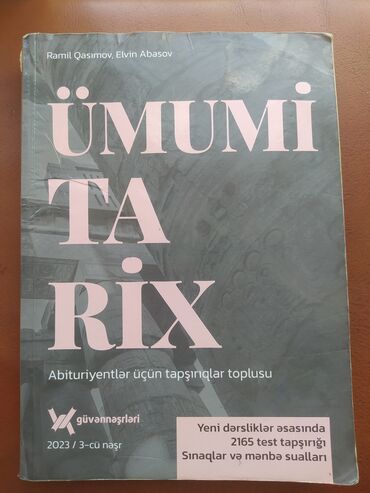 Ramil Qasımov, Elvin Abasov
ÜMUMİ
TA
RİX
Abituriyentlər üçün tapşırıqlar toplusu
güvənnəşrləri
2023 / 3-cü nəşr
Yeni dərsliklər əsasında
2165 test tapşırığı
Sınaqlar və mənbə sualları